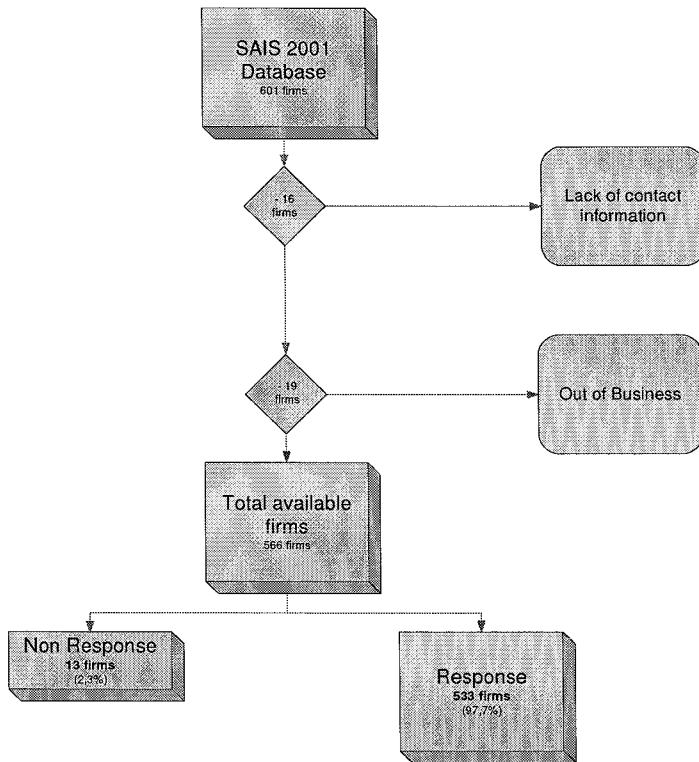 SAIS 2001
Database
601 firms
- 16
firms
Lack of contact
information
- 19
firms
Out of Business
Total available
firms
566 firms
Non Response
13 firms
(2,3%)
Response
533 firms
(97,7%)